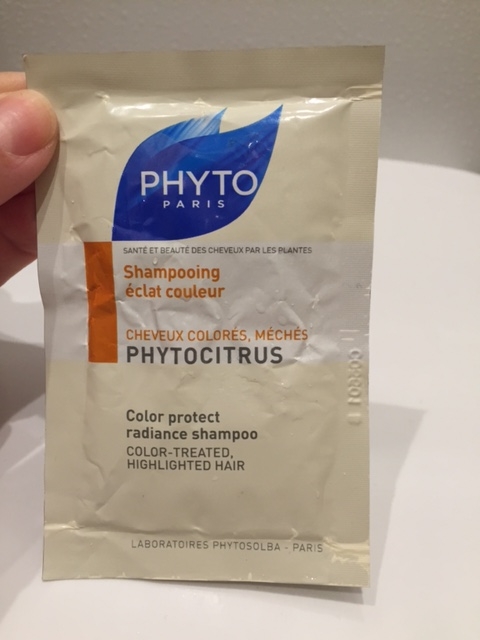 PHYTO
PARIS
SANTÉ ET BEAUTÉ DES CHEVEUX PAR LES PLANTES
Shampooing
éclat couleur
CHEVEUX COLORÉS, MÉCHÉS
PHYTOCITRUS
Color protect
radiance shampoo
COLOR-TREATED,
HIGHLIGHTED HAIR
LABORATOIRES PHYTOSOLBA - PARIS